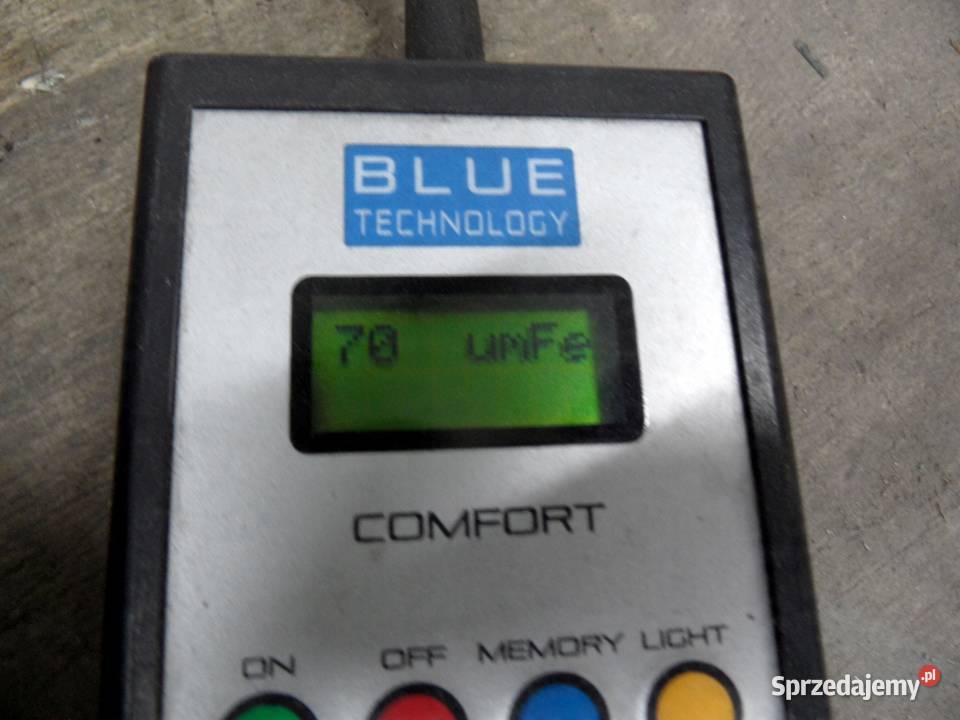 BLUE
TECHNOLOGY
70 umFe
COMFORT
ON OFF MEMORY LIGHT
Sprzedajemy.pl